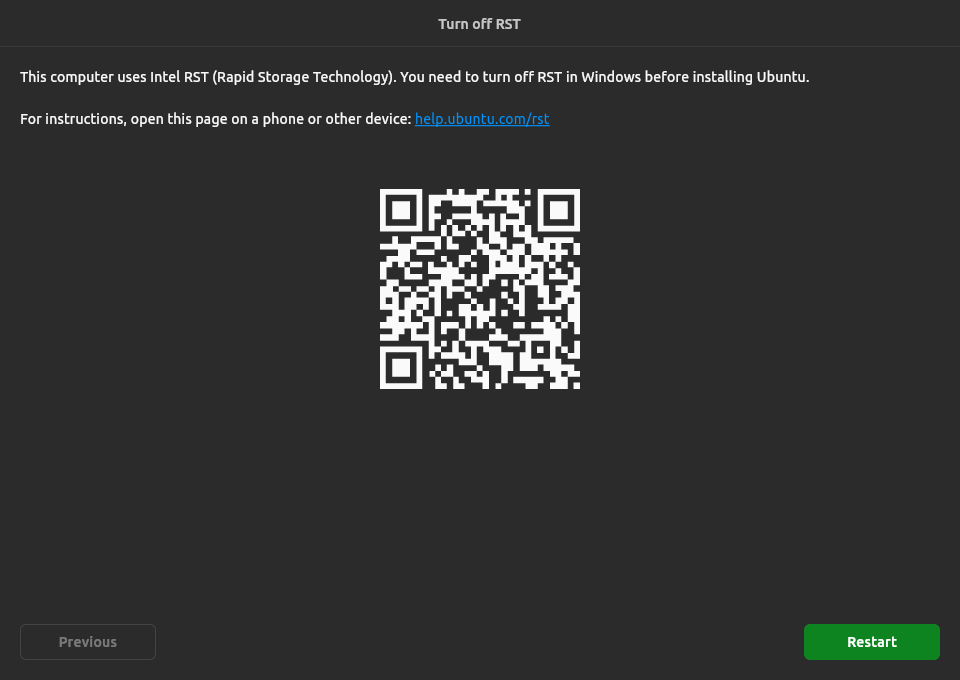 Turn off RST
This computer uses Intel RST (Rapid Storage Technology). You need to turn off RST in Windows before installing Ubuntu.
For instructions, open this page on a phone or other device: help.ubuntu.com/rst
Previous
Restart